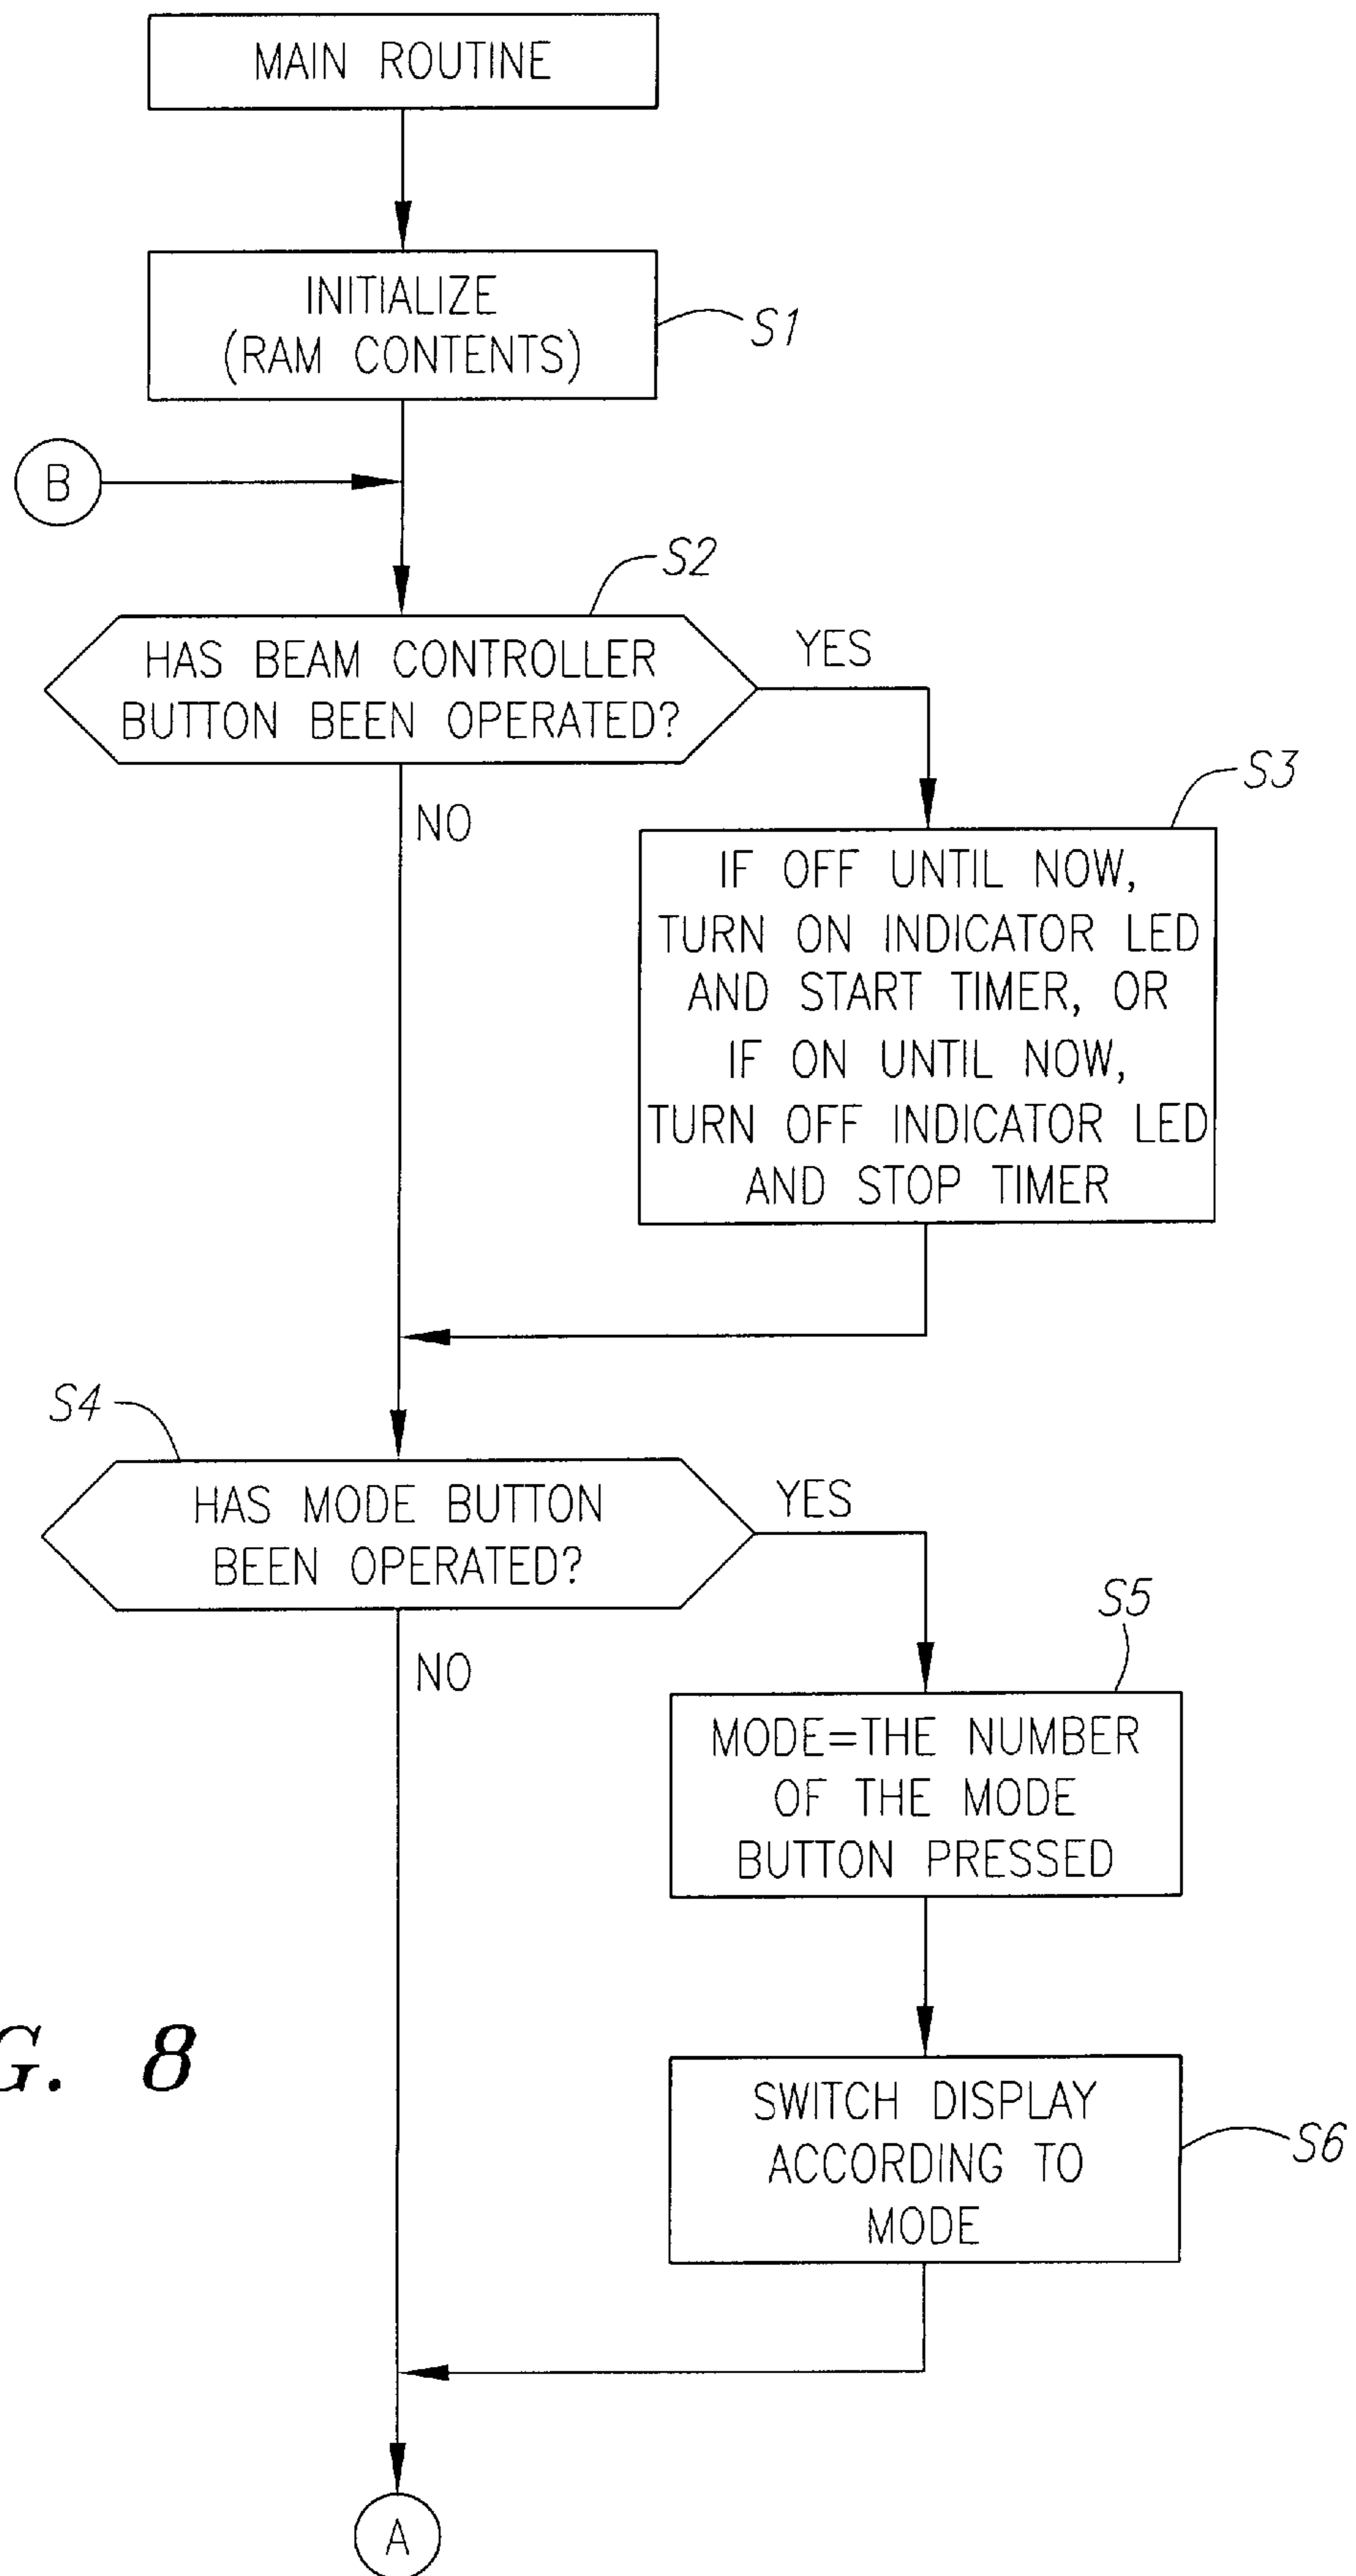 MAIN ROUTINE
INITIALIZE
(RAM CONTENTS)
S1
B
S2
HAS BEAM CONTROLLER
BUTTON BEEN OPERATED?
YES
NO
S3
IF OFF UNTIL NOW,
TURN ON INDICATOR LED
AND START TIMER, OR
IF ON UNTIL NOW,
TURN OFF INDICATOR LED
AND STOP TIMER
S4
HAS MODE BUTTON
BEEN OPERATED?
YES
NO
S5
MODE=THE NUMBER
OF THE MODE
BUTTON PRESSED
G. 8
SWITCH DISPLAY
ACCORDING TO
MODE
S6
A